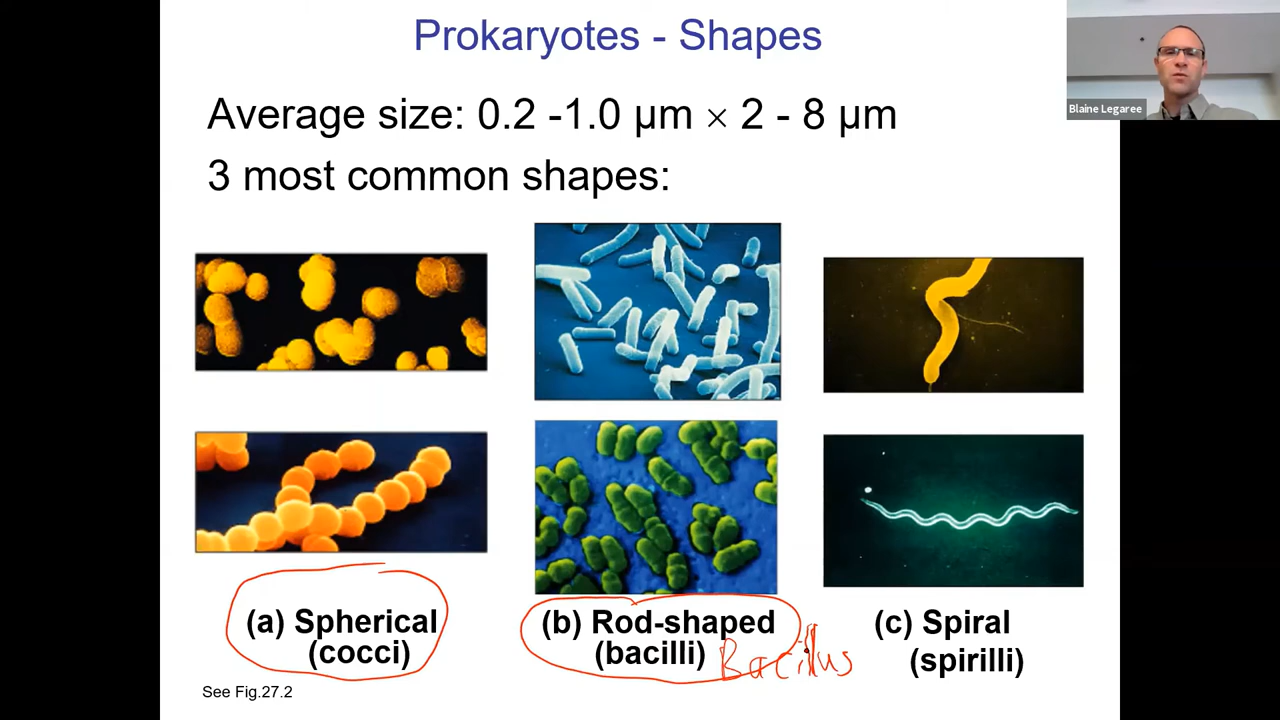 Prokaryotes - Shapes
Blaine Legaree
Average size: 0.2 -1.0 μm × 2 - 8 μm
3 most common shapes:
(a) Spherical
(cocci)
(b) Rod-shaped
(bacilli)
Bacillus
(c) Spiral
(spirilli)
See Fig.27.2